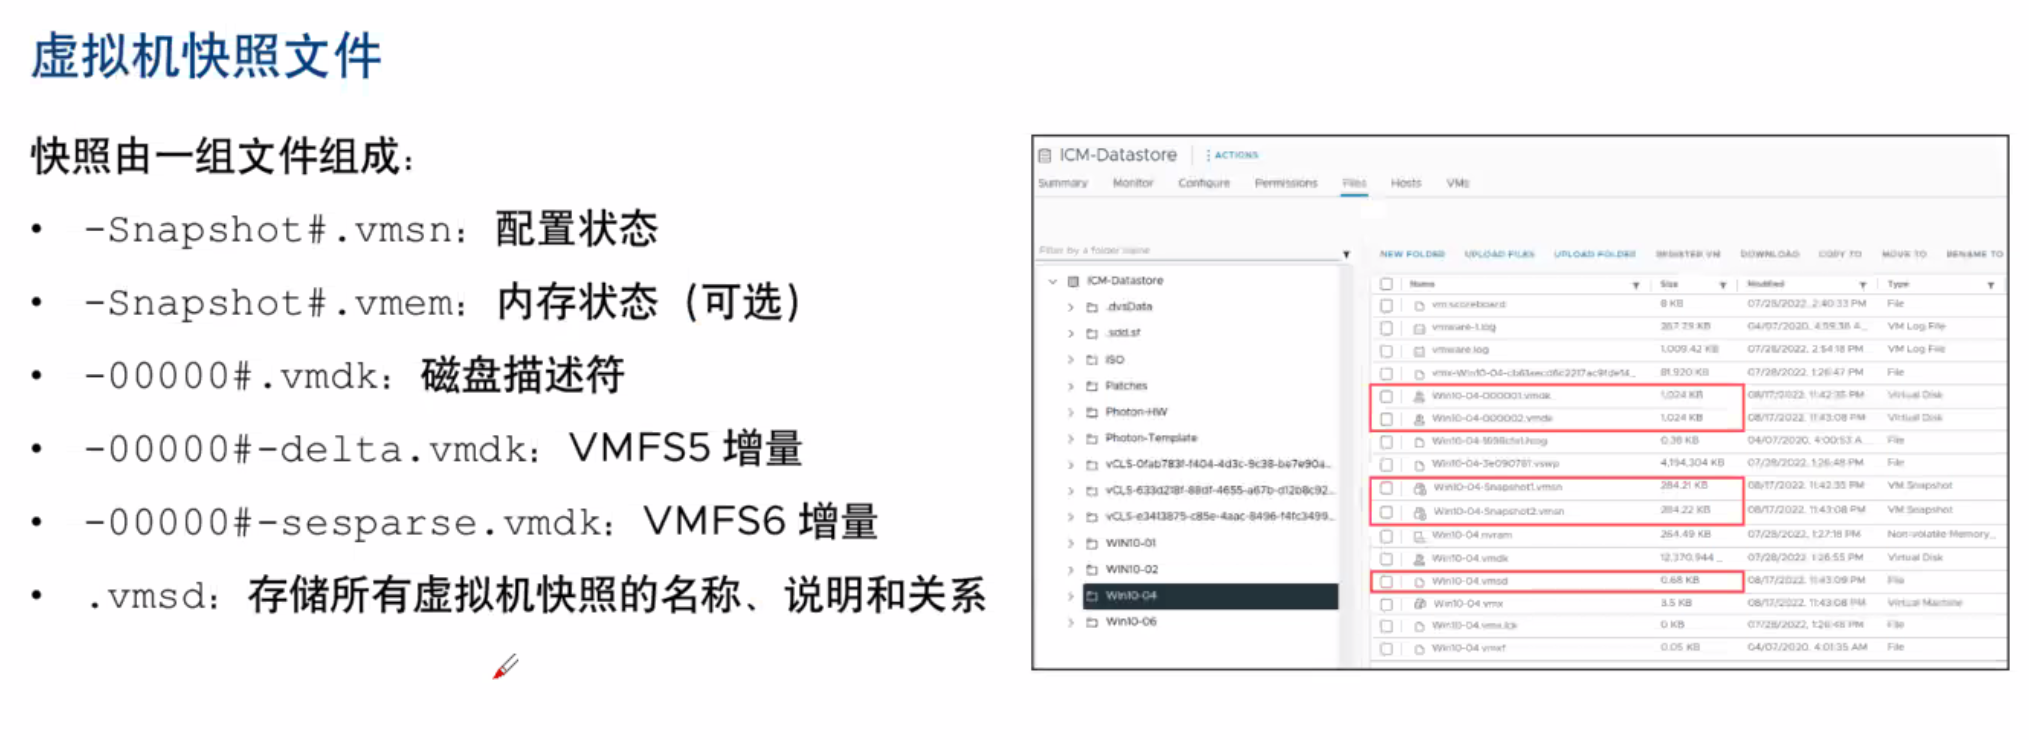 虚拟机快照文件
快照由一组文件组成：
• -Snapshot#.vmsn：配置状态
• -Snapshot#.vmem：内存状态（可选）
• -00000#.vmdk：磁盘描述符
• -00000#-delta.vmdk：VMFS5 增量
• -00000#-sesparse.vmdk：VMFS6 增量
• .vmsd：存储所有虚拟机快照的名称、说明和关系
ICM-Datastore ACTIONS
Summary Monitor Configure Permissions Files Hosts VMs
Filter by a folder name
ICM-Datastore
.dvsData
.sdd.sf
ISO
Patches
Photon-HW
Photon-Template
vCLS-0fab783f-f404-4d3c-9c38-be7e90a...
vCLS-633d218f-88df-4655-a67b-d12b8c92...
vCLS-e3413875-c85e-4aac-8496-f4fc3499...
WIN10-01
WIN10-02
Win10-04
Win10-06
NEW FOLDER UPLOAD FILES UPLOAD FOLDER REGISTER VM DOWNLOAD COPY TO MOVE TO RENAME TO
Name Size Modified Type
vm.scoreboard 8 KB 07/28/2022, 2:40:33 PM File
vmware-1.log 267.79 KB 04/07/2020, 4:59:38 A... VM Log File
vmware.log 1,009.42 KB 07/28/2022, 2:54:18 PM VM Log File
81,920 KB 07/28/2022, 1:26:47 PM File
Win10-04-000001.vmdk 1,024 KB 08/17/2022, 11:42:35 PM Virtual Disk
Win10-04-000002.vmdk 1,024 KB 08/17/2022, 11:43:08 PM Virtual Disk
0.38 KB 04/07/2020, 4:00:53 A... File
Win10-04-3e090781.vswp 4,194,304 KB 07/28/2022, 1:26:48 PM File
Win10-04-Snapshot1.vmsn 284.21 KB 08/17/2022, 11:42:35 PM VM Snapshot
Win10-04-Snapshot2.vmsn 284.22 KB 08/17/2022, 11:43:08 PM VM Snapshot
Win10-04.nvram 264.49 KB 07/28/2022, 1:27:18 PM Non-volatile Memory...
Win10-04.vmdk 12,370,944... 07/28/2022, 1:26:55 PM Virtual Disk
Win10-04.vmsd 0.68 KB 08/17/2022, 11:43:09 PM File
Win10-04.vmx 3.5 KB 08/17/2022, 11:43:08 PM Virtual Machine
Win10-04.vmx.lck 0 KB 07/28/2022, 1:26:48 PM File
Win10-04.vmxf 0.05 KB 04/07/2020, 4:01:35 AM File